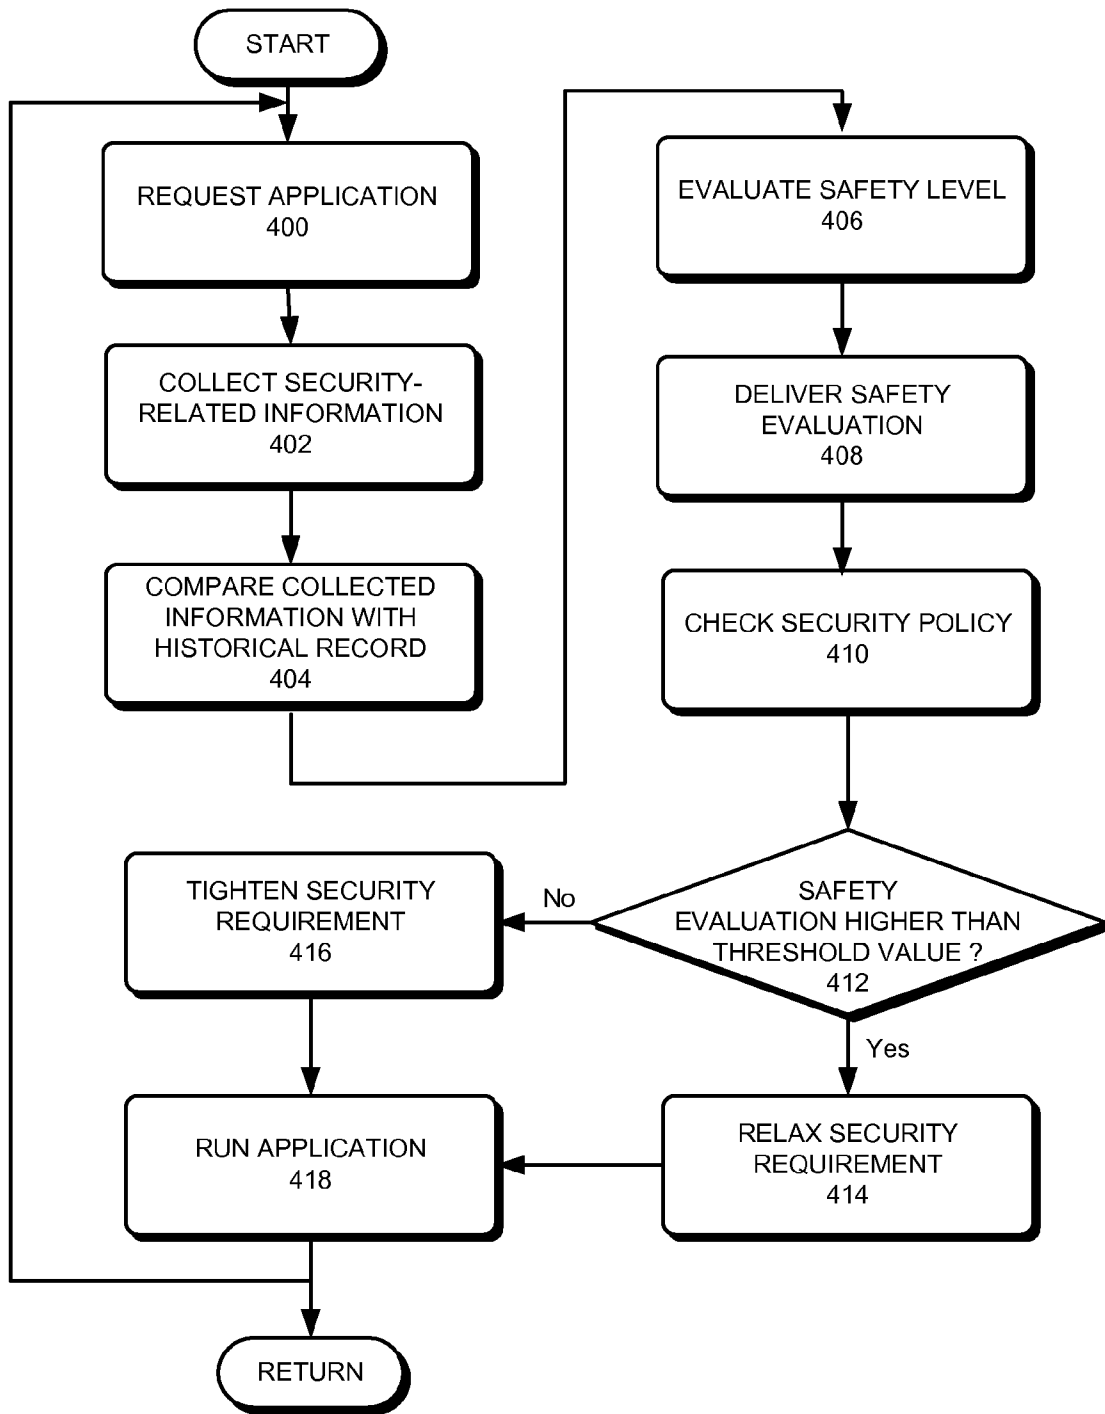 START
REQUEST APPLICATION
400
COLLECT SECURITY-
RELATED INFORMATION
402
COMPARE COLLECTED
INFORMATION WITH
HISTORICAL RECORD
404
EVALUATE SAFETY LEVEL
406
DELIVER SAFETY
EVALUATION
408
CHECK SECURITY POLICY
410
SAFETY
EVALUATION HIGHER THAN
THRESHOLD VALUE ?
412
No
Yes
TIGHTEN SECURITY
REQUIREMENT
416
RELAX SECURITY
REQUIREMENT
414
RUN APPLICATION
418
RETURN